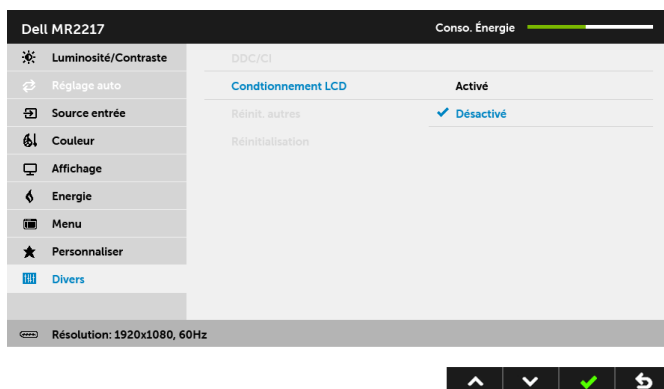 Dell MR2217
Conso. Énergie
Luminosité/Contraste
DDC/CI
Réglage auto
Condtionnement LCD
Activé
Source entrée
Réinit. autres
Désactivé
Couleur
Réinitialisation
Affichage
Energie
Menu
Personnaliser
Divers
Résolution: 1920x1080, 60Hz